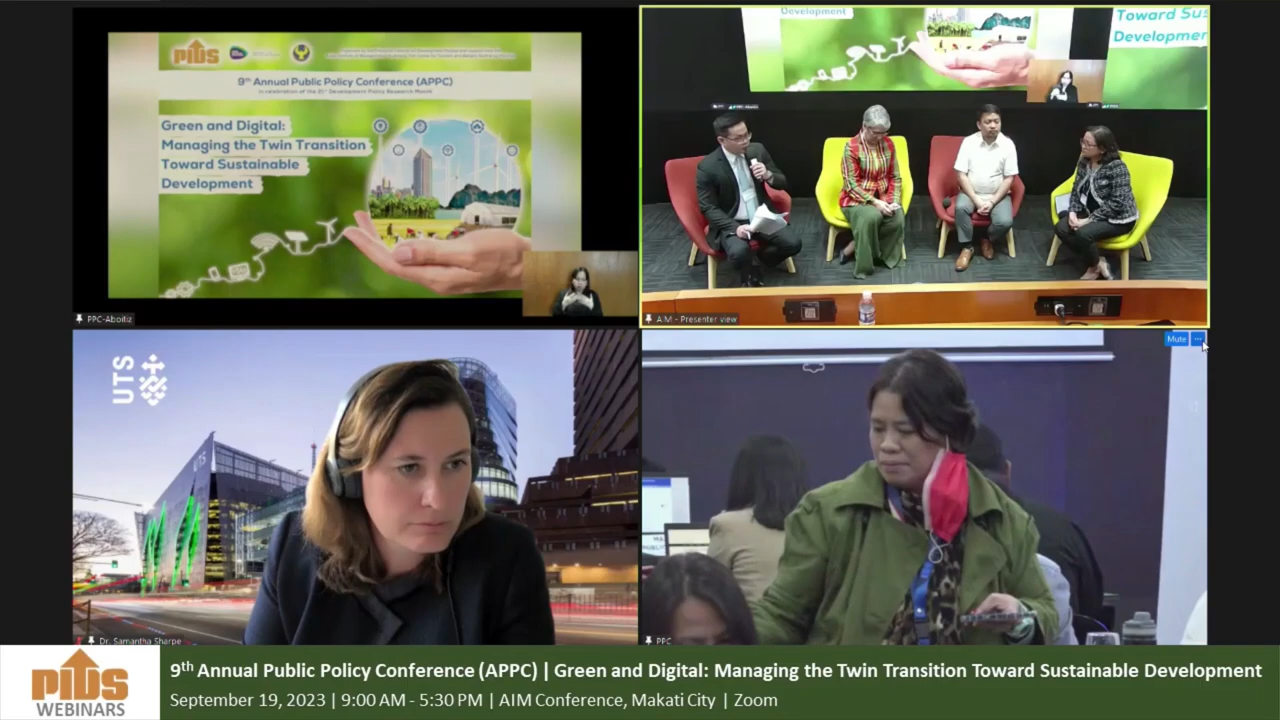 PIDS
9th Annual Public Policy Conference (APPC)
Green and Digital:
Managing the Twin Transition
Toward Sustainable
Development
PPC-Aboitiz
Development
Toward Sus
Developmer
AIM - Presenter view
UTS
UTS
Dr. Samantha Sharpe
Mute
PPC
PIDS
WEBINARS
9th Annual Public Policy Conference (APPC) | Green and Digital: Managing the Twin Transition Toward Sustainable Development
September 19, 2023 | 9:00 AM - 5:30 PM | AIM Conference, Makati City | Zoom